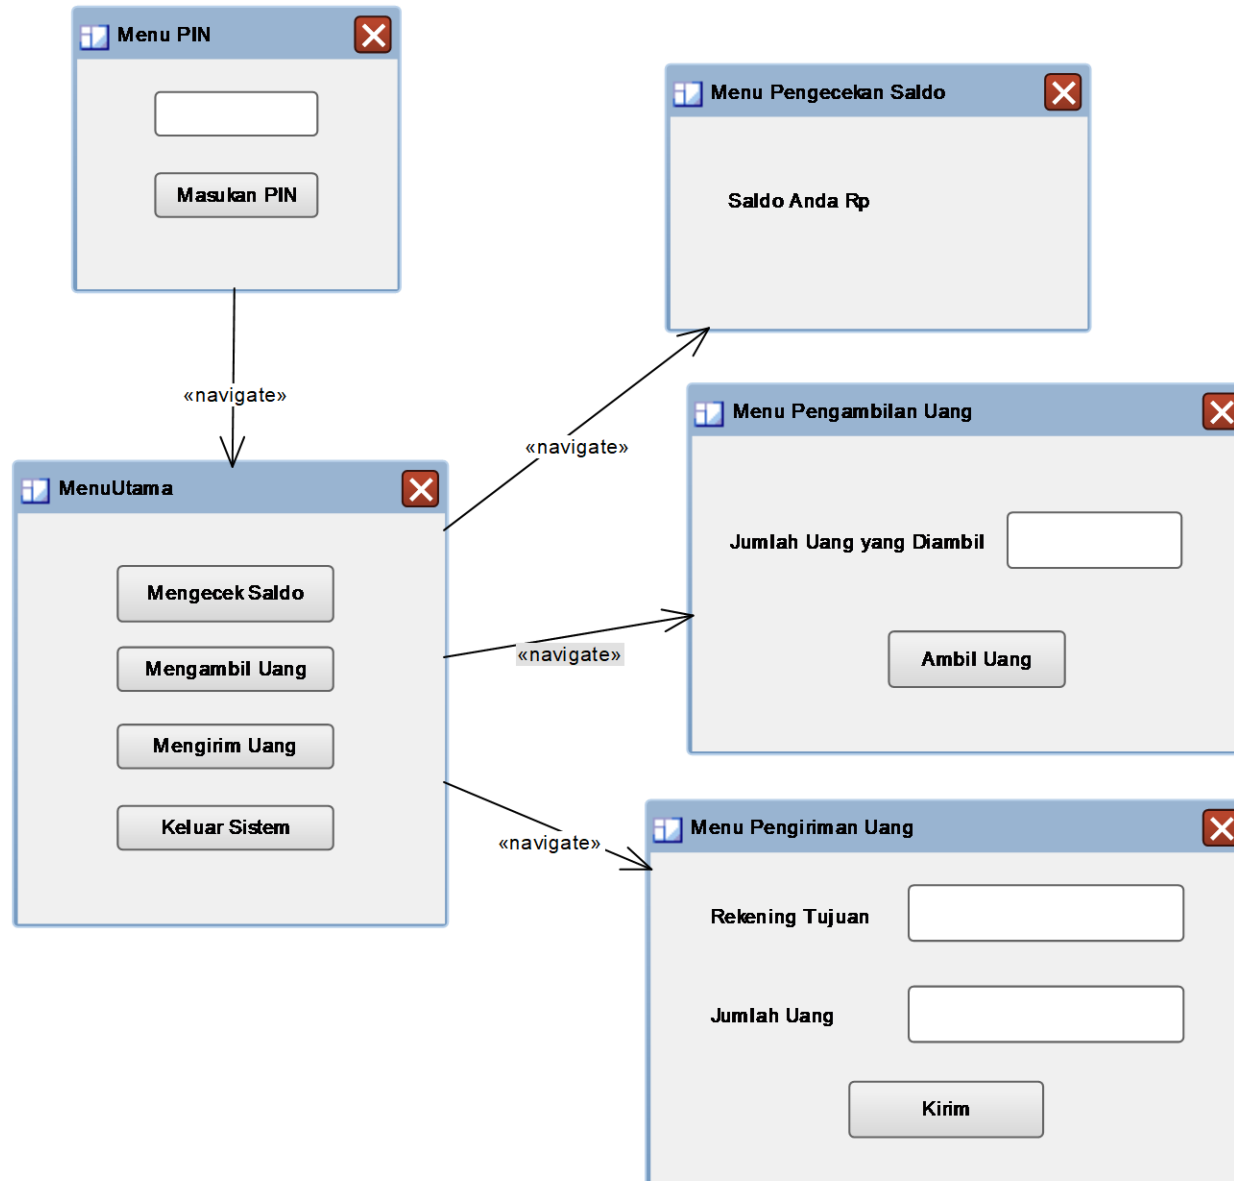 Menu PIN
Masukan PIN
«navigate»
MenuUtama
Mengecek Saldo
Mengambil Uang
Mengirim Uang
Keluar Sistem
«navigate»
«navigate»
«navigate»
Menu Pengecekan Saldo
Saldo Anda Rp
Menu Pengambilan Uang
Jumlah Uang yang Diambil
Ambil Uang
Menu Pengiriman Uang
Rekening Tujuan
Jumlah Uang
Kirim